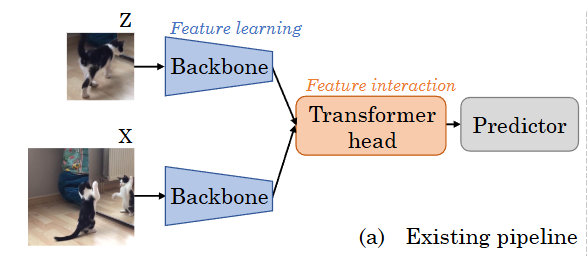 Z
Feature learning
Backbone
Feature interaction
Transformer
head
Predictor
X
Backbone
(a) Existing pipeline